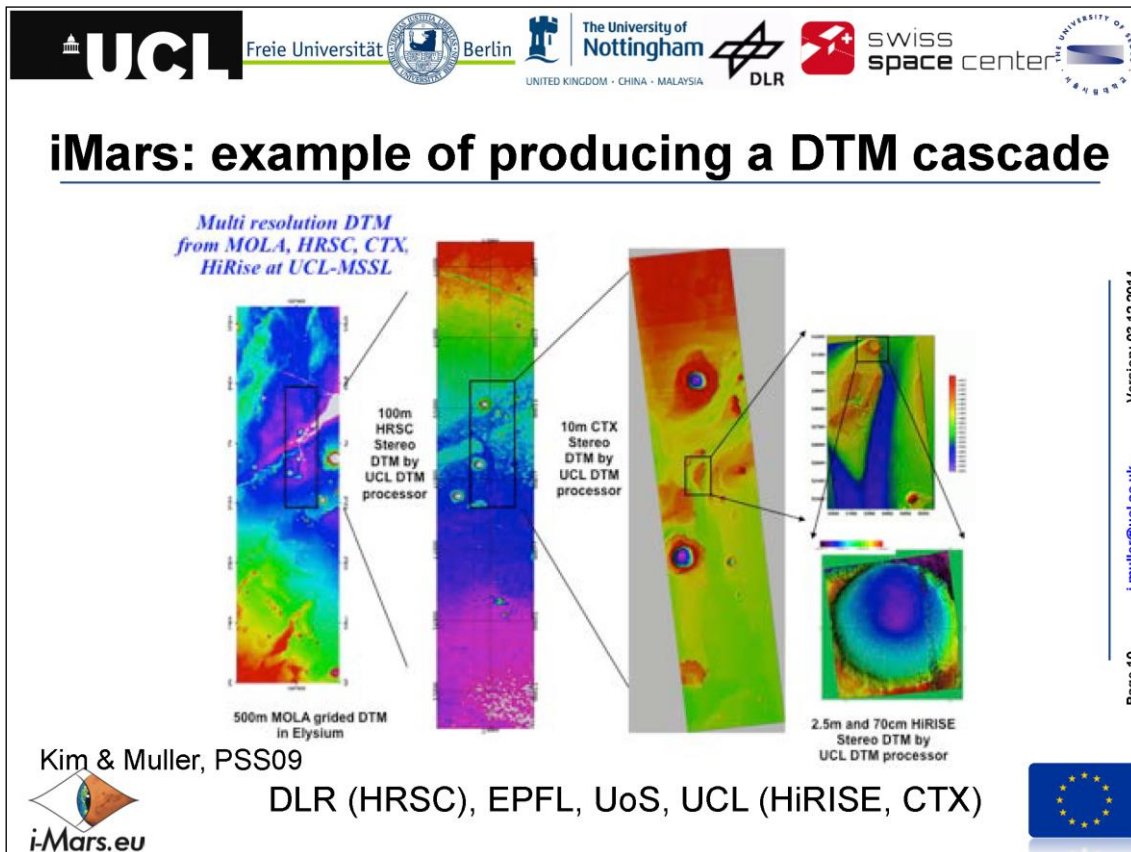 UCL
Freie Universität Berlin
The University of
Nottingham
UNITED KINGDOM · CHINA · MALAYSIA
DLR
swiss
space center
iMars: example of producing a DTM cascade
Multi resolution DTM
from MOLA, HRSC, CTX,
HiRise at UCL-MSSL
100m
HRSC
Stereo
DTM by
UCL DTM
processor
10m CTX
Stereo
DTM by
UCL DTM
processor
500m MOLA grided DTM
in Elysium
2.5m and 70cm HiRISE
Stereo DTM by
UCL DTM processor
Kim & Muller, PSS09
DLR (HRSC), EPFL, UoS, UCL (HiRISE, CTX)
i-Mars.eu